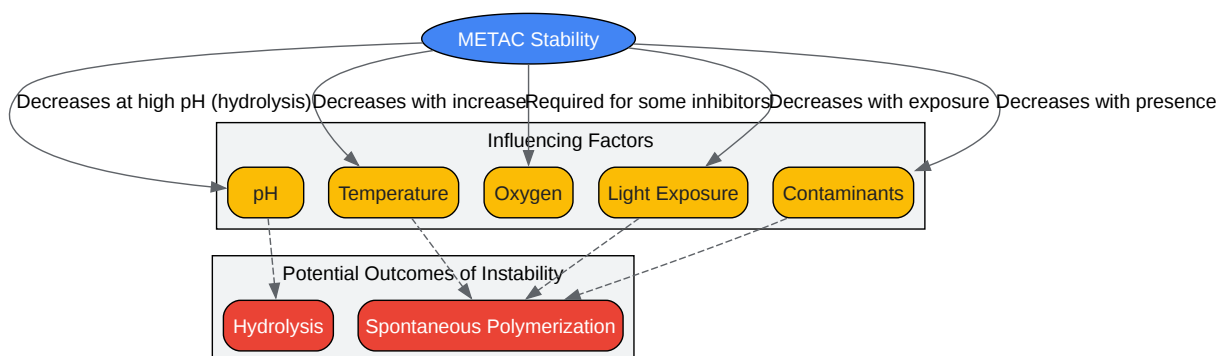 METAC Stability
Decreases at high pH (hydrolysis)
Decreases with increase
Required for some inhibitors
Decreases with exposure
Decreases with presence
Influencing Factors
pH
Temperature
Oxygen
Light Exposure
Contaminants
Potential Outcomes of Instability
Hydrolysis
Spontaneous Polymerization